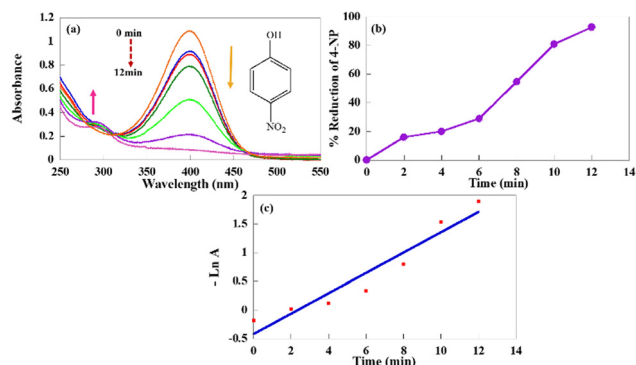 (a)
0 min
12min
OH
NO2
Absorbance
1.2
1
0.8
0.6
0.4
0.2
0
250 300 350 400 450 500 550
Wavelength (nm)
(b)
% Reduction of 4-NP
100
80
60
40
20
0
0 2 4 6 8 10 12 14
Time (min)
(c)
- Ln A
2
1.5
1
0.5
0
-0.5
0 2 4 6 8 10 12 14
Time (min)